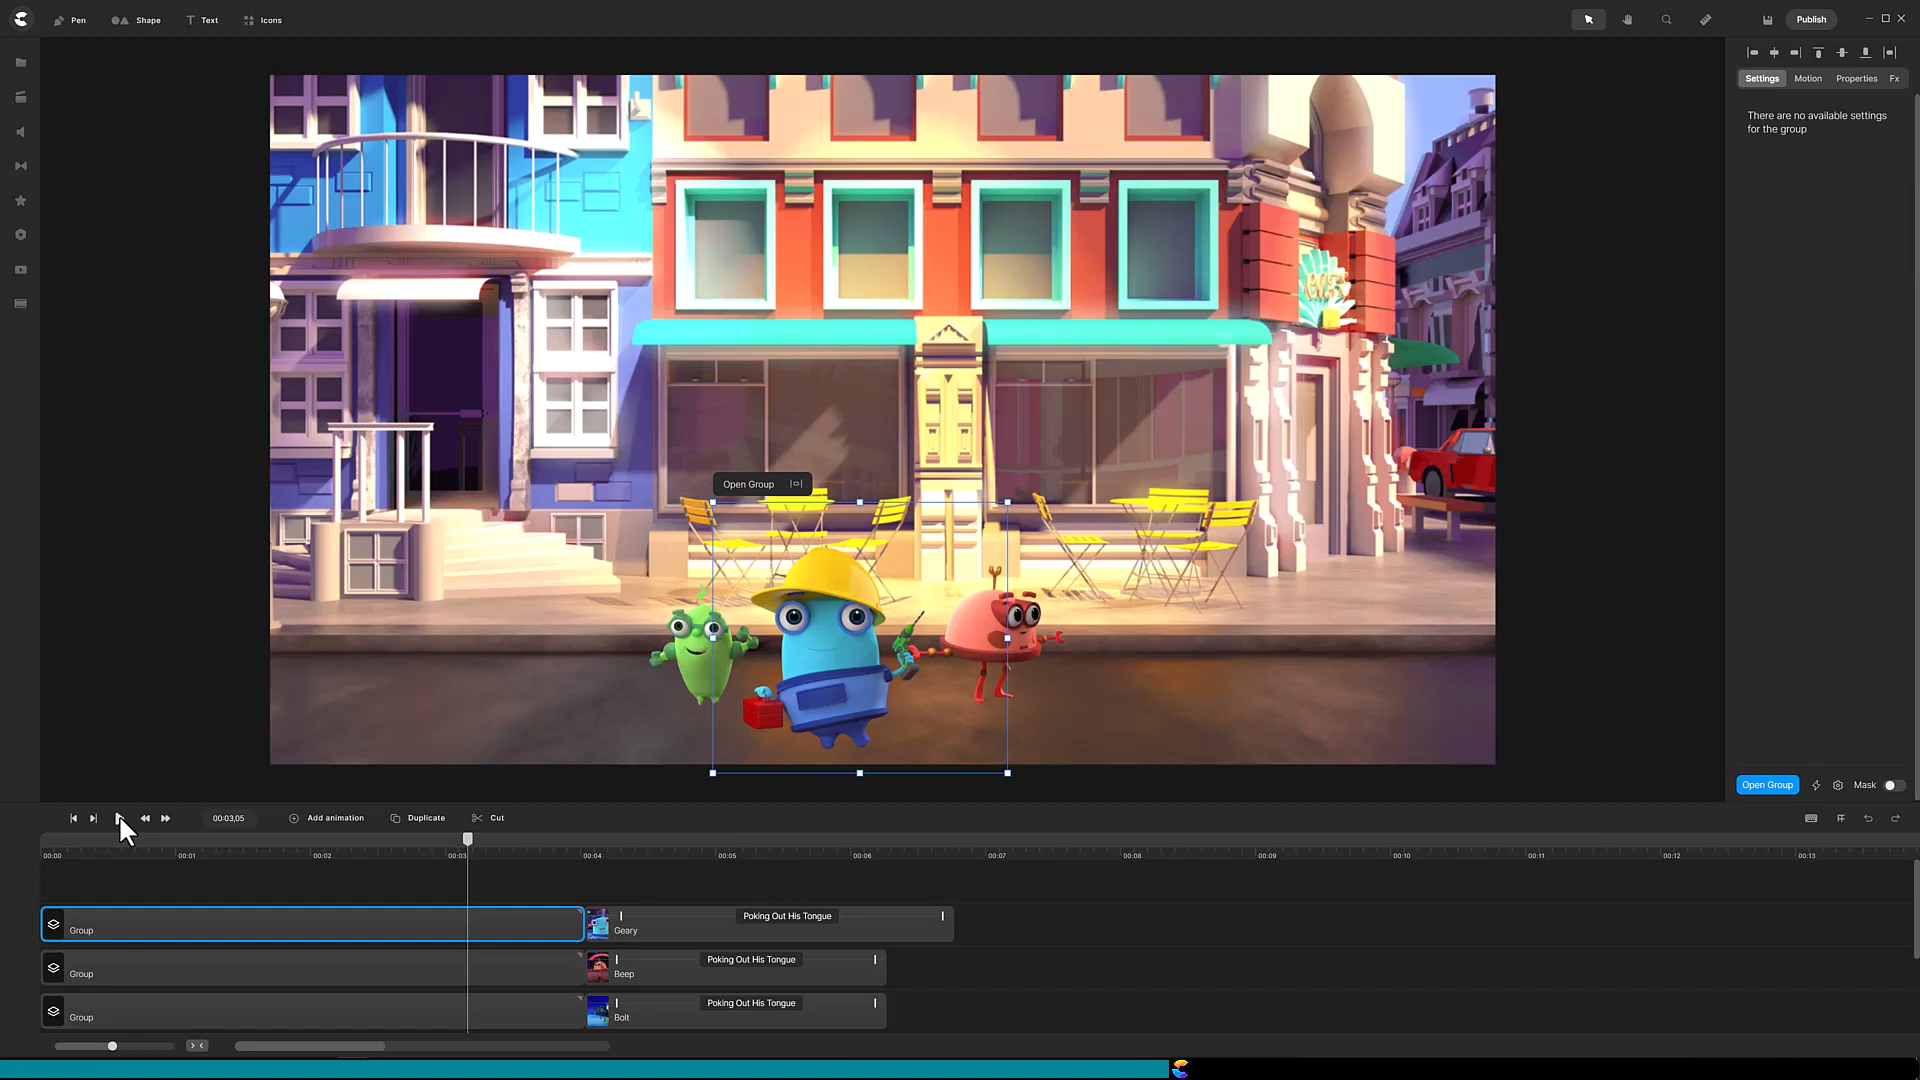 Pen
Shape
Text
Icons
Publish
Settings
Motion
Properties
Fx
There are no available settings
for the group
Open Group
Open Group
Mask
00:03,05
Add animation
Duplicate
Cut
00:00
00:01
00:02
00:03
00:04
00:05
00:06
00:07
00:08
00:09
00:10
00:11
00:12
00:13
Group
Poking Out His Tongue
Geary
Group
Poking Out His Tongue
Beep
Group
Poking Out His Tongue
Bolt